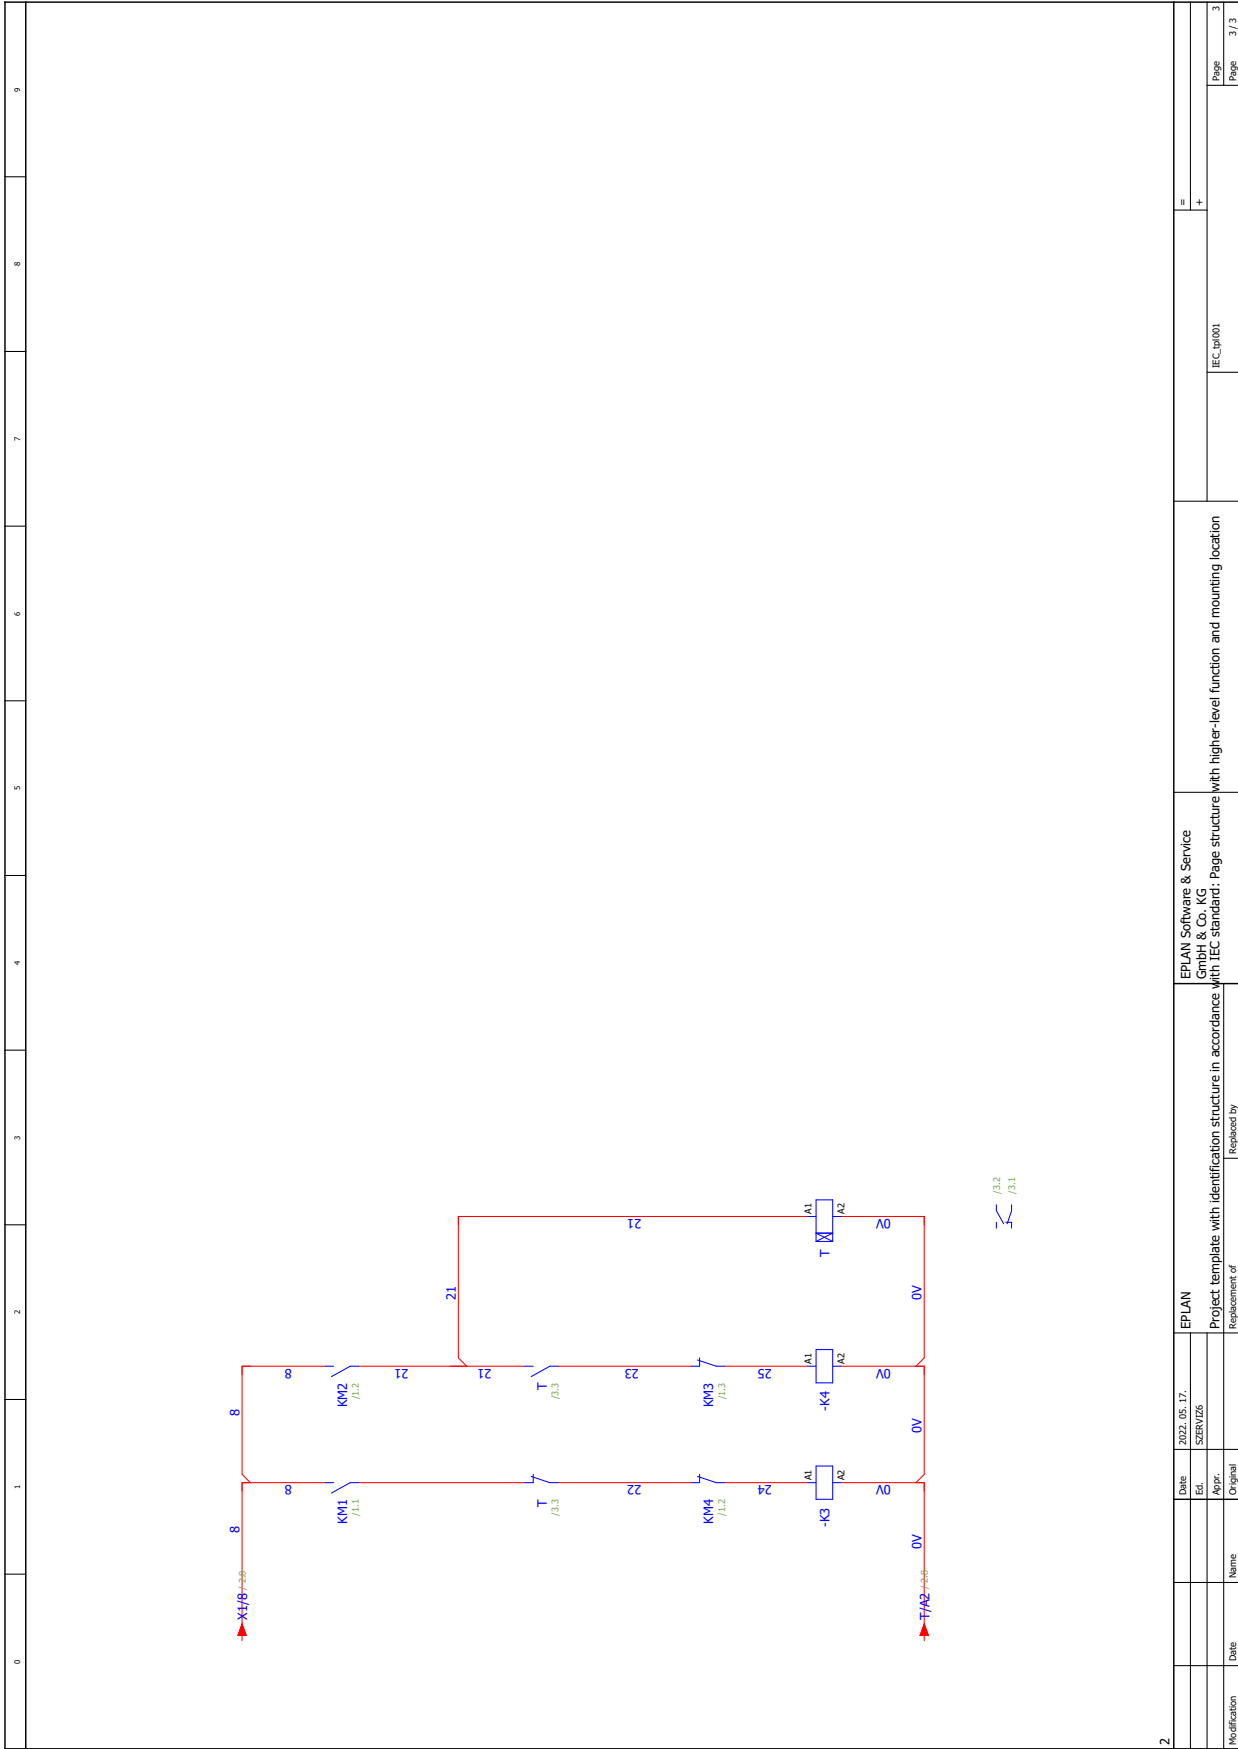 0
1
2
3
4
5
6
7
8
9
X1/8 / 2.8
8
8
8
8
KM1
/1.1
KM2
/1.2
21
21
21
21
T
/3.3
T
/3.3
22
23
KM4
/1.2
KM3
/1.3
24
25
-K3
A1
A2
-K4
A1
A2
T
A1
A2
0V
0V
0V
T/A2 / 2.8
0V
0V
0V
/3.2
/3.1
2
Modification
Date
Name
Date
2022. 05. 17.
Ed.
SZERVIZ6
Appr.
Original
EPLAN
Replacement of
Replaced by
EPLAN Software & Service
GmbH & Co. KG
Project template with identification structure in accordance with IEC standard: Page structure with higher-level function and mounting location
IEC_tpl001
=
+
Page 3
Page 3 / 3